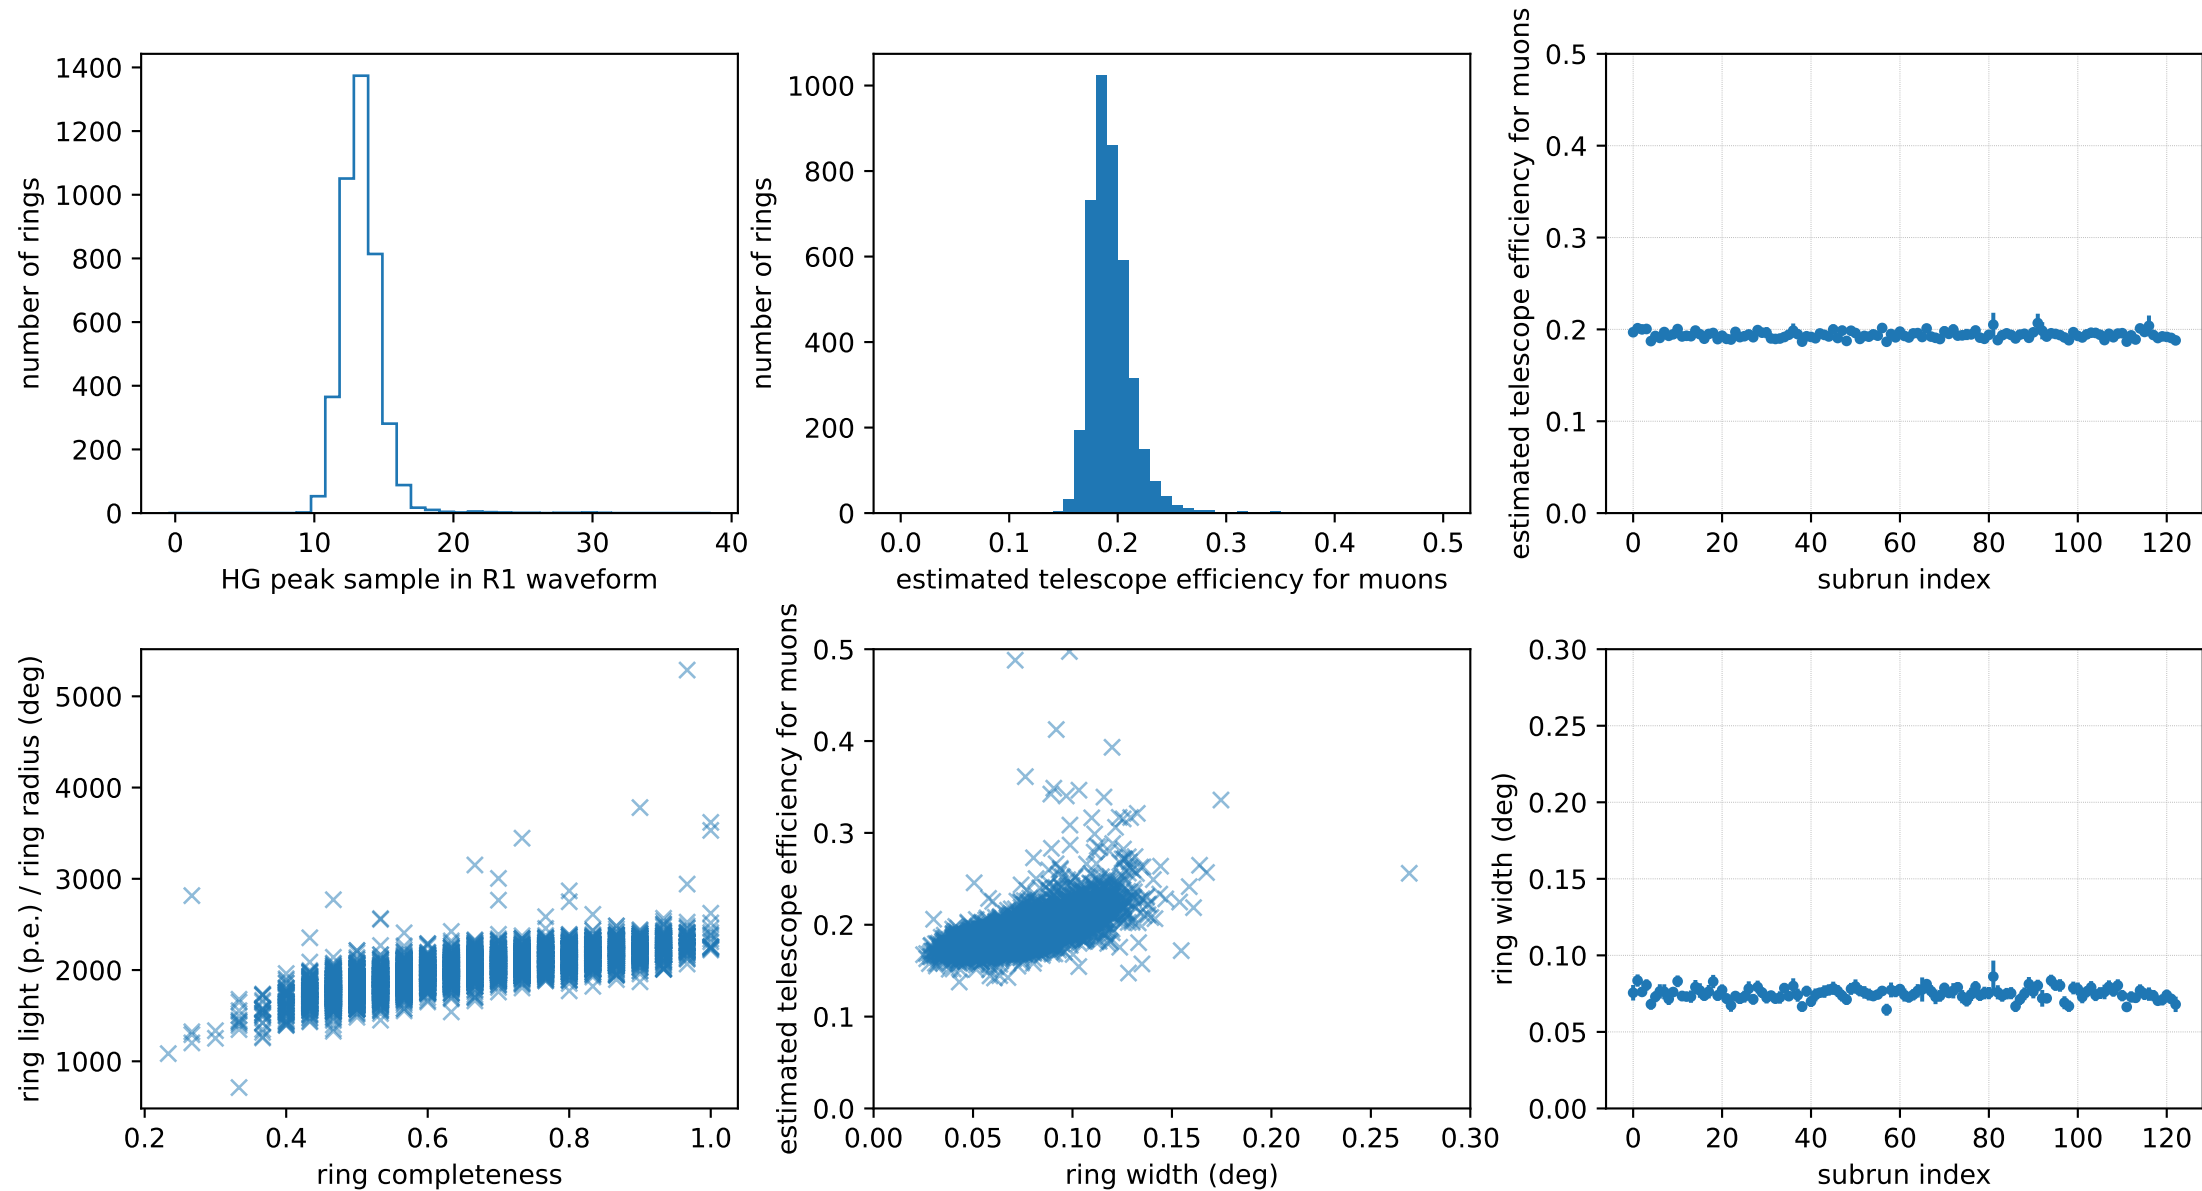 number of rings
1400
1200
1000
800
600
400
200
0
0 10 20 30 40
HG peak sample in R1 waveform
number of rings
1000
800
600
400
200
0
0.0 0.1 0.2 0.3 0.4 0.5
estimated telescope efficiency for muons
estimated telescope efficiency for muons
0.5
0.4
0.3
0.2
0.1
0.0
0 20 40 60 80 100 120
subrun index
ring light (p.e.) / ring radius (deg)
5000
4000
3000
2000
1000
0.2 0.4 0.6 0.8 1.0
ring completeness
estimated telescope efficiency for muons
0.5
0.4
0.3
0.2
0.1
0.0
0.00 0.05 0.10 0.15 0.20 0.25 0.30
ring width (deg)
ring width (deg)
0.30
0.25
0.20
0.15
0.10
0.05
0.00
0 20 40 60 80 100 120
subrun index